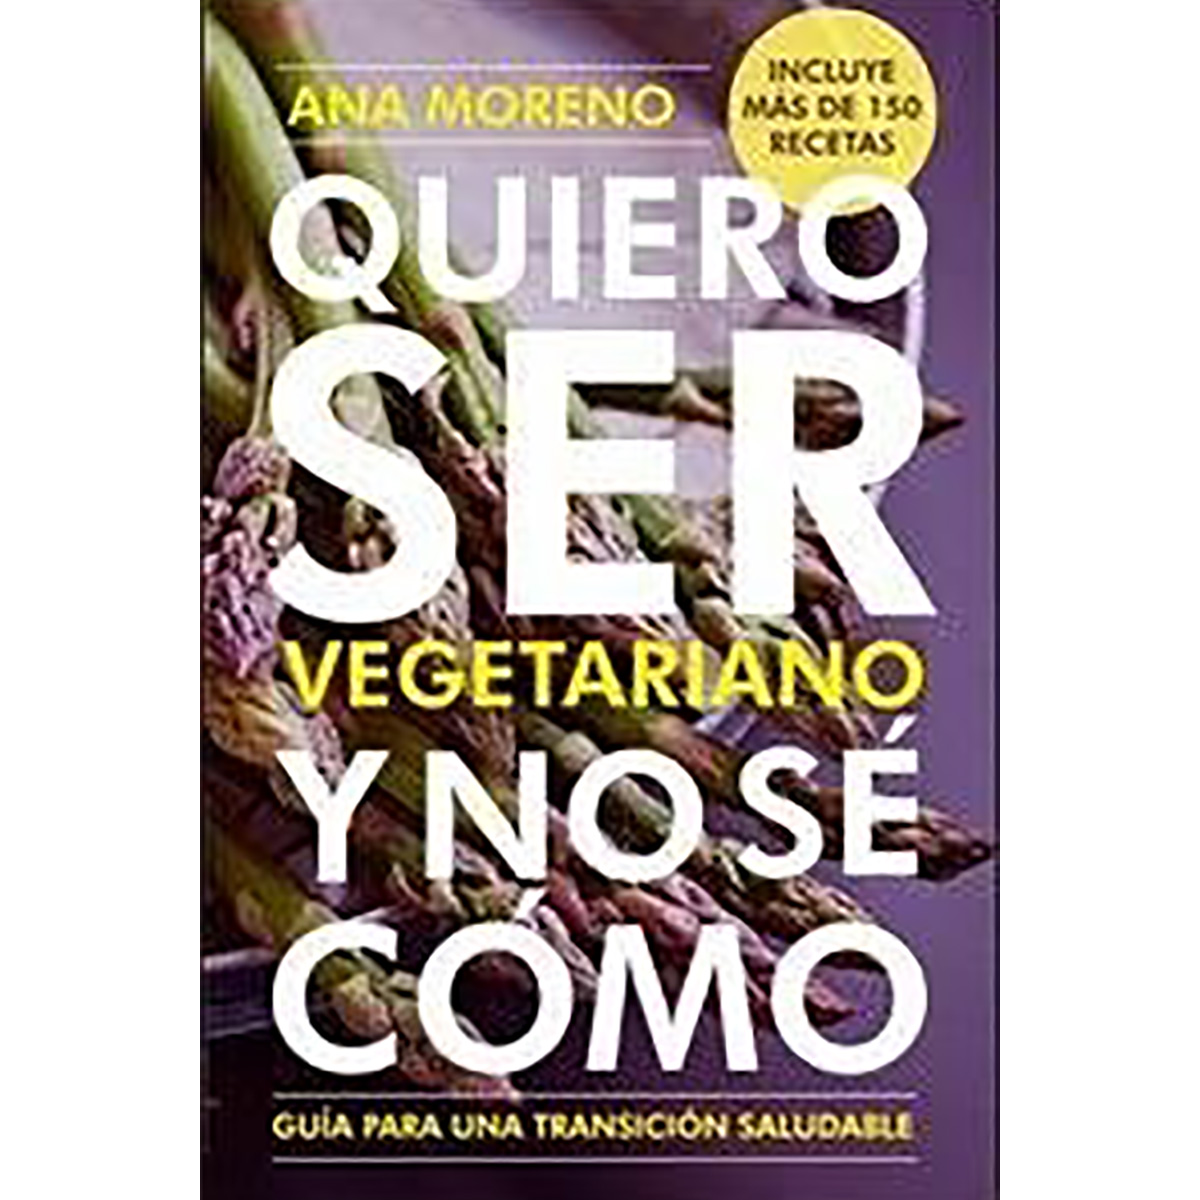 ANA MORENO
INCLUYE
MÁS DE 150
RECETAS
QUIERO
SER
VEGETARIANO
Y NO SÉ
CÓMO
GUÍA PARA UNA TRANSICIÓN SALUDABLE